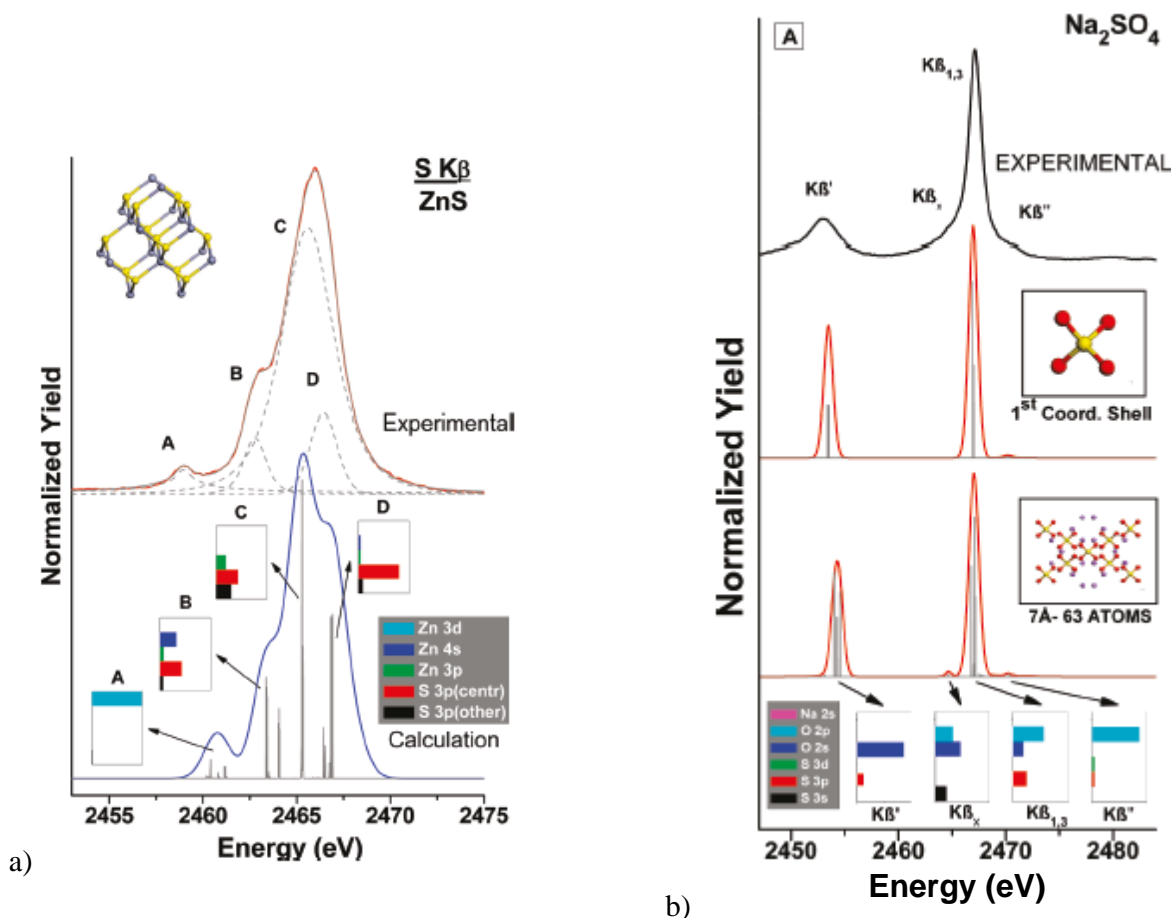 S Kβ
ZnS
C
B
D
A
Experimental
Normalized Yield
D
C
B
A
Zn 3d
Zn 4s
Zn 3p
S 3p(centr)
S 3p(other)
Calculation
2455 2460 2465 2470 2475
Energy (eV)
a)
A
Na₂SO₄
Kß₁,₃
EXPERIMENTAL
Kß'
Kßₓ
Kß''
Normalized Yield
1ˢᵗ Coord. Shell
7Å- 63 ATOMS
Na 2s
O 2p
O 2s
S 3d
S 3p
S 3s
Kß' Kßₓ Kß₁,₃ Kß''
2450 2460 2470 2480
Energy (eV)
b)